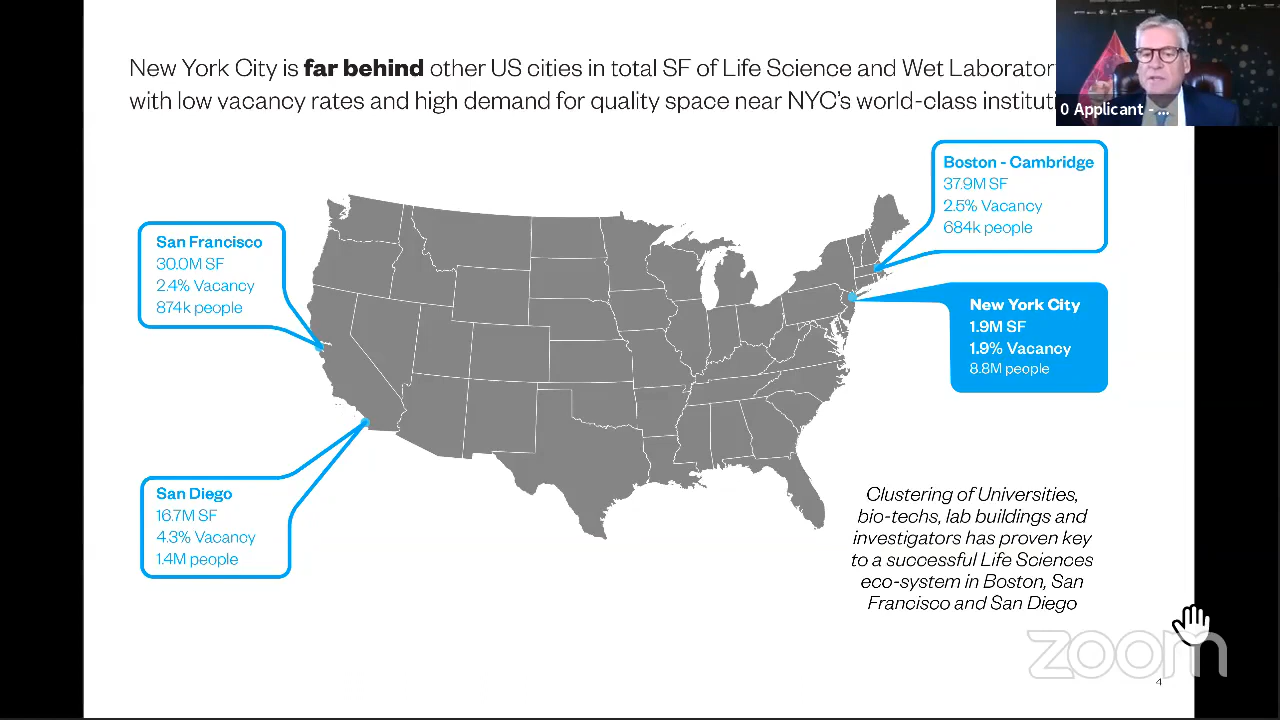 New York City is far behind other US cities in total SF of Life Science and Wet
with low vacancy rates and high demand for quality space near NYC's world-class
0 Applicant - ...
Boston - Cambridge
37.9M SF
2.5% Vacancy
684k people
San Francisco
30.0M SF
2.4% Vacancy
874k people
New York City
1.9M SF
1.9% Vacancy
8.8M people
San Diego
16.7M SF
4.3% Vacancy
1.4M people
Clustering of Universities,
bio-techs, lab buildings and
investigators has proven key
to a successful Life Sciences
eco-system in Boston, San
Francisco and San Diego
zoom
4